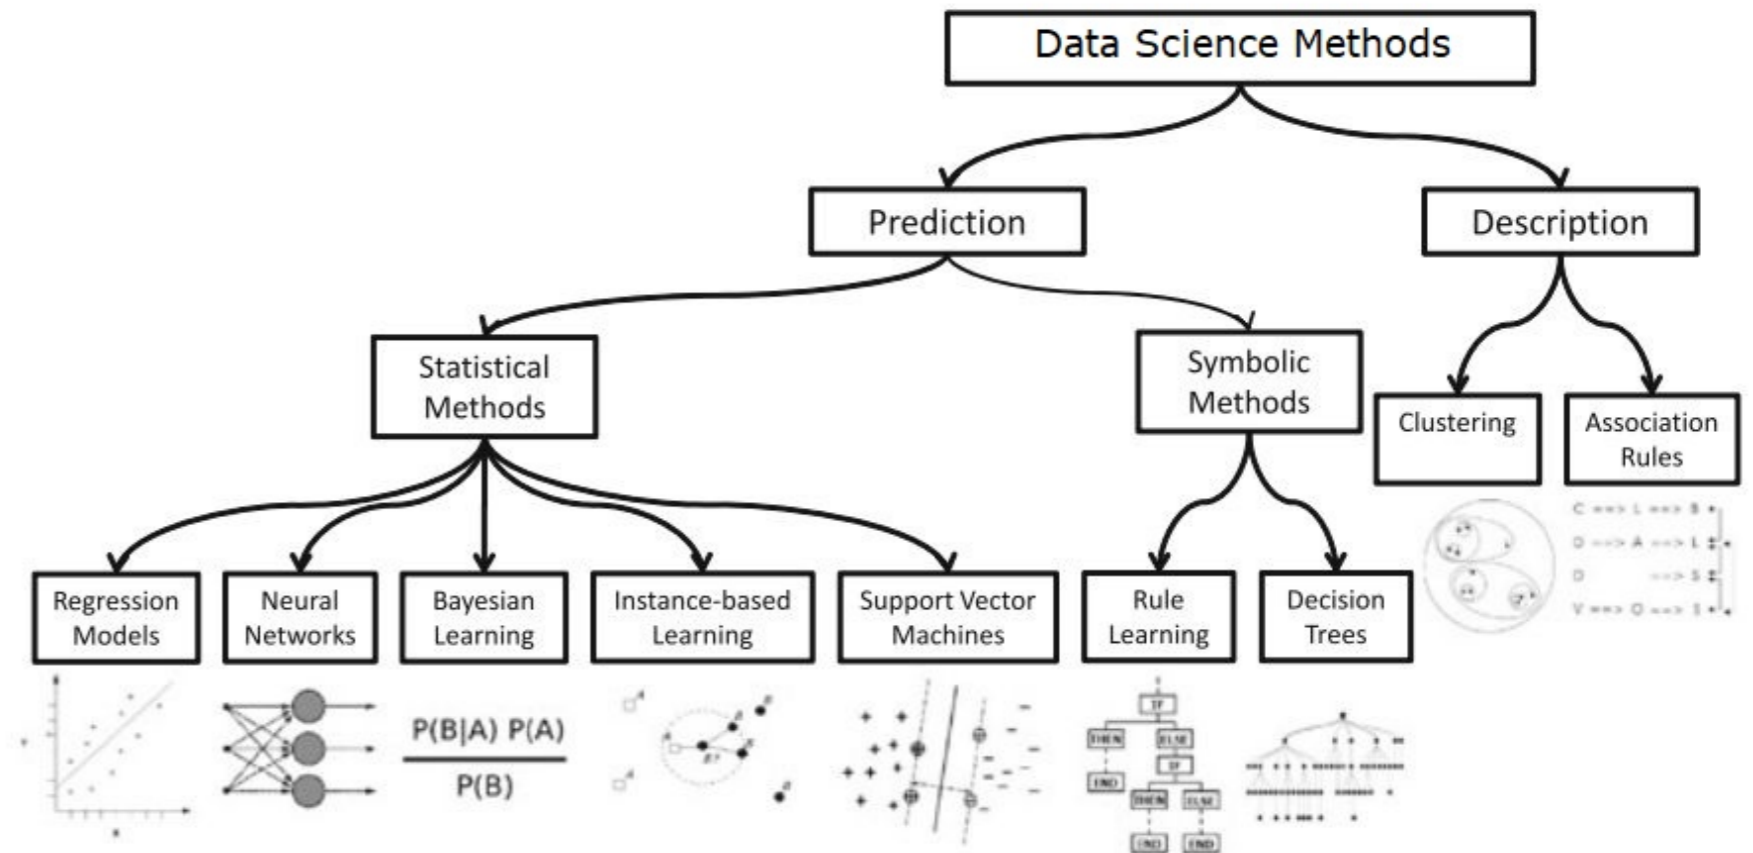 Data Science Methods
Prediction
Description
Statistical
Methods
Symbolic
Methods
Clustering
Association
Rules
Regression
Models
Neural
Networks
Bayesian
Learning
Instance-based
Learning
Support Vector
Machines
Rule
Learning
Decision
Trees
P(B|A) P(A)
P(B)
IF
THEN
ELSE
IF
END
THEN
ELSE
END
END